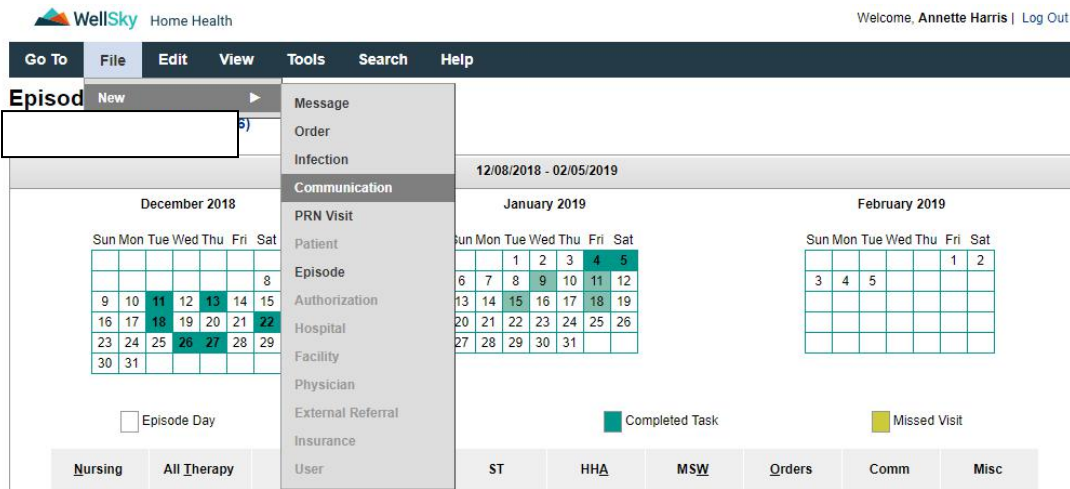 WellSky Home Health
Welcome, Annette Harris | Log Out
Go To File Edit View Tools Search Help
Episod
New
6)
Message
Order
Infection
Communication
PRN Visit
Patient
Episode
Authorization
Hospital
Facility
Physician
External Referral
Insurance
User
12/08/2018 - 02/05/2019
December 2018
Sun Mon Tue Wed Thu Fri Sat
8
9 10 11 12 13 14 15
16 17 18 19 20 21 22
23 24 25 26 27 28 29
30 31
January 2019
Sun Mon Tue Wed Thu Fri Sat
1 2 3 4 5
6 7 8 9 10 11 12
13 14 15 16 17 18 19
20 21 22 23 24 25 26
27 28 29 30 31
February 2019
Sun Mon Tue Wed Thu Fri Sat
1 2
3 4 5
Episode Day
Completed Task
Missed Visit
Nursing All Therapy ST HHA MSW Orders Comm Misc